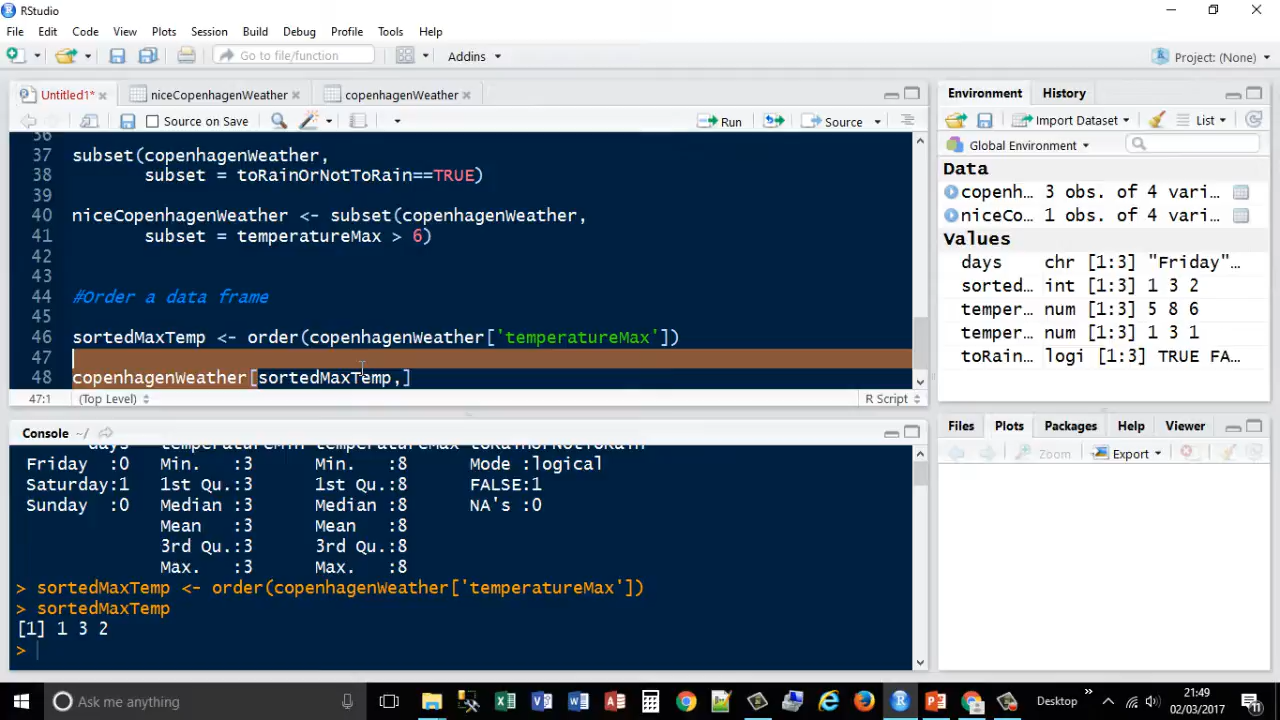 RStudio
File Edit Code View Plots Session Build Debug Profile Tools Help
Go to file/function Addins Project: (None)
Untitled1* niceCopenhagenWeather copenhagenWeather
Source on Save Run Source
36
37 subset(copenhagenWeather,
38 subset = toRainOrNotToRain==TRUE)
39
40 niceCopenhagenWeather <- subset(copenhagenWeather,
41 subset = temperatureMax > 6)
42
43
44 #Order a data frame
45
46 sortedMaxTemp <- order(copenhagenWeather['temperatureMax'])
47
48 copenhagenWeather[sortedMaxTemp,]
47:1 (Top Level) R Script
Console ~/
days temperatureMin temperatureMax toRainOrNotToRain
Friday :0 Min. :3 Min. :8 Mode :logical
Saturday:1 1st Qu.:3 1st Qu.:8 FALSE:1
Sunday :0 Median :3 Median :8 NA's :0
Mean :3 Mean :8
3rd Qu.:3 3rd Qu.:8
Max. :3 Max. :8
> sortedMaxTemp <- order(copenhagenWeather['temperatureMax'])
> sortedMaxTemp
[1] 1 3 2
>
Environment History
Import Dataset List
Global Environment
Data
copenh… 3 obs. of 4 vari…
niceCo… 1 obs. of 4 vari…
Values
days chr [1:3] "Friday"…
sorted… int [1:3] 1 3 2
temper… num [1:3] 5 8 6
temper… num [1:3] 1 3 1
toRain… logi [1:3] TRUE FA…
Files Plots Packages Help Viewer
Zoom Export
Ask me anything
Desktop
21:49
02/03/2017